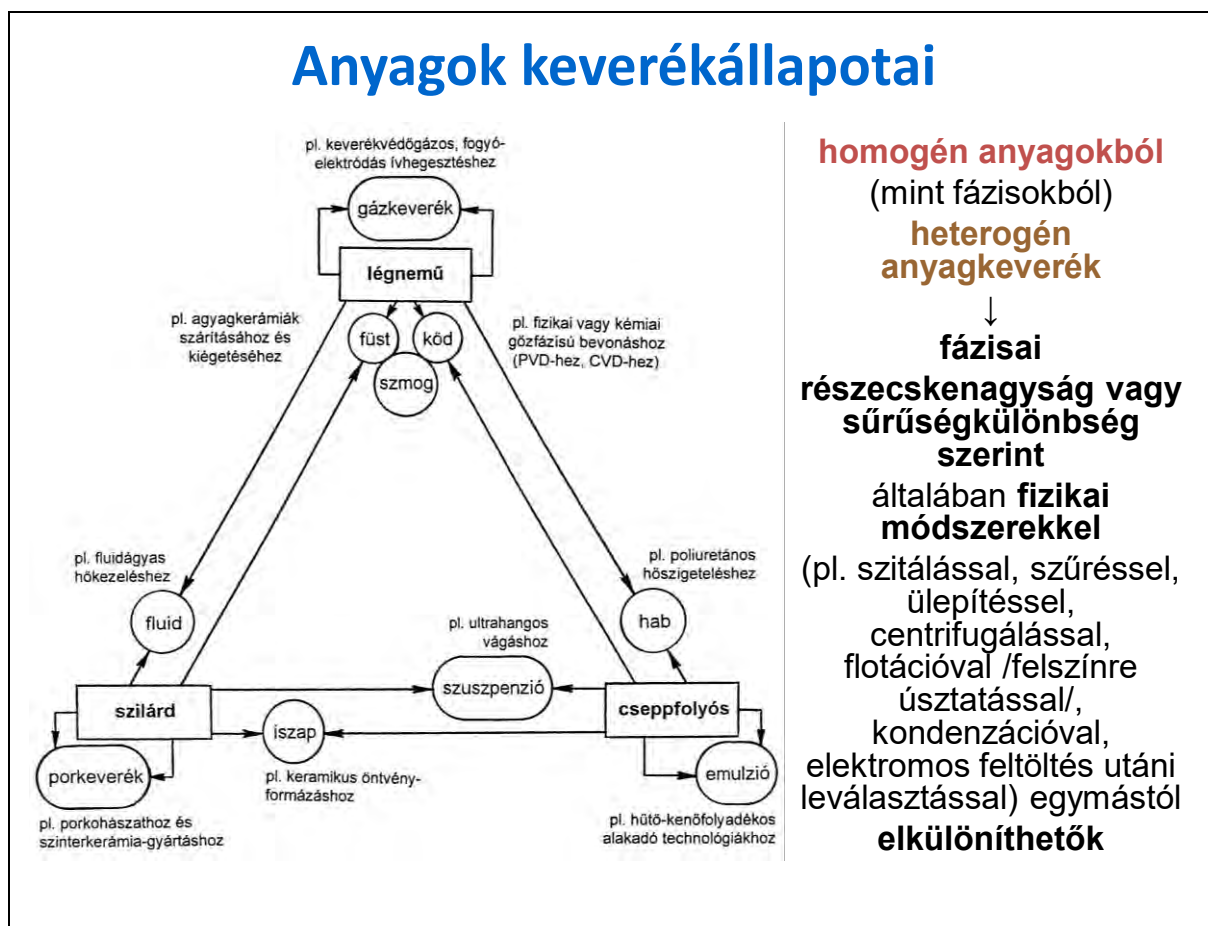 Anyagok keverékállapotai
pl. keverékvédőgázos, fogyó-
elektródás ívhegesztéshez
gázkeverék
légnemű
pl. agyagkerámiák
szárításához és
kiégetéséhez
füst
köd
szmog
pl. fizikai vagy kémiai
gőzfázisú bevonáshoz
(PVD-hez, CVD-hez)
pl. fluidágyas
hőkezeléshez
fluid
pl. poliuretános
hőszigeteléshez
hab
pl. ultrahangos
vágáshoz
szuszpenzió
szilárd
cseppfolyós
iszap
pl. keramikus öntvény-
formázáshoz
porkeverék
pl. porkohászathoz és
szinterkerámia-gyártáshoz
emulzió
pl. hűtő-kenőfolyadékos
alakadó technológiákhoz
homogén anyagokból
(mint fázisokból)
heterogén
anyagkeverék
↓
fázisai
részecskenagyság vagy
sűrűségkülönbség
szerint
általában fizikai
módszerekkel
(pl. szitálással, szűréssel,
ülepítéssel,
centrifugálással,
flotációval /felszínre
úsztatással/,
kondenzációval,
elektromos feltöltés utáni
leválasztással) egymástól
elkülöníthetők